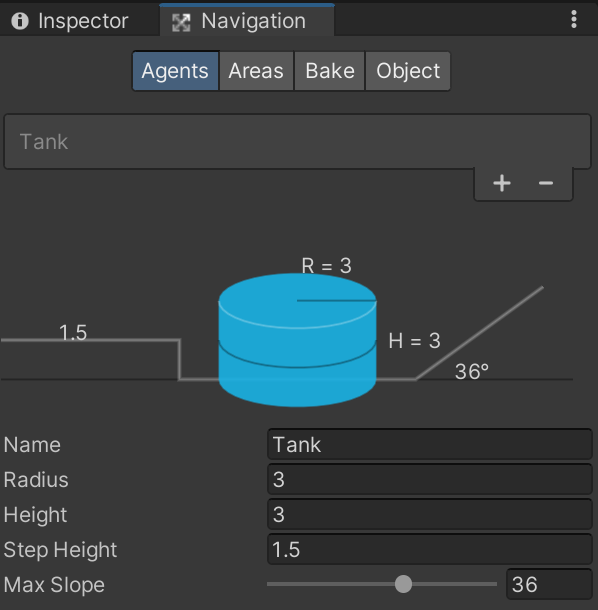 Inspector
Navigation
Agents
Areas
Bake
Object
Tank
+ −
R = 3
1.5
H = 3
36°
Name
Tank
Radius
3
Height
3
Step Height
1.5
Max Slope
36